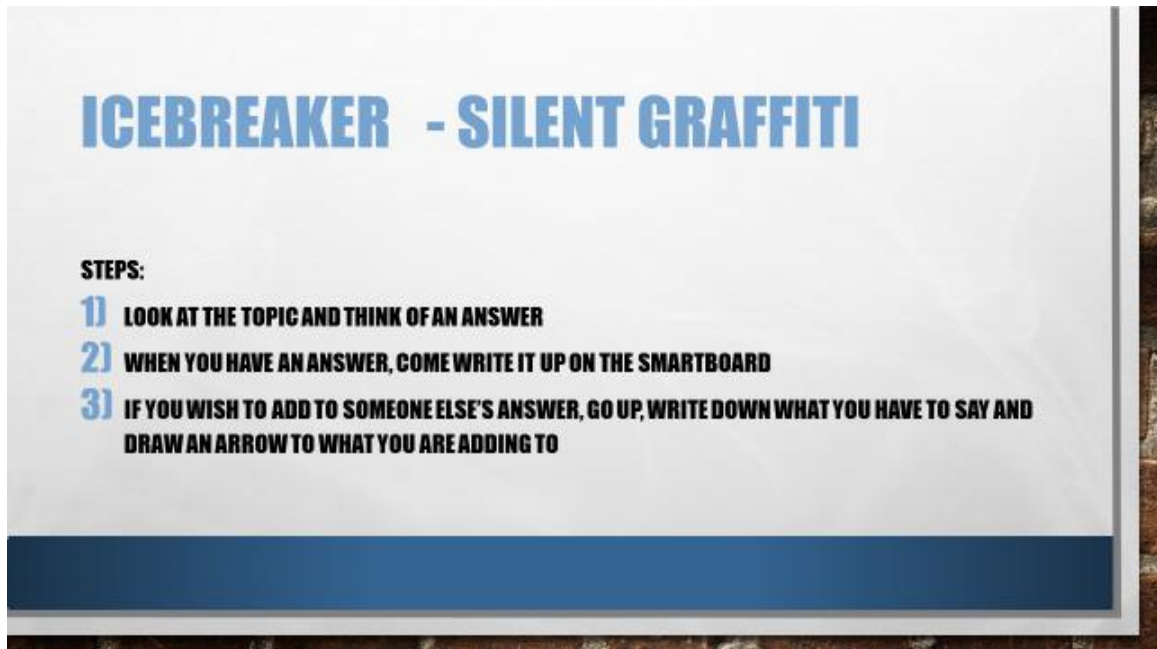 ICEBREAKER - SILENT GRAFFITI
STEPS:
1) LOOK AT THE TOPIC AND THINK OF AN ANSWER
2) WHEN YOU HAVE AN ANSWER, COME WRITE IT UP ON THE SMARTBOARD
3) IF YOU WISH TO ADD TO SOMEONE ELSE'S ANSWER, GO UP, WRITE DOWN WHAT YOU HAVE TO SAY AND
DRAW AN ARROW TO WHAT YOU ARE ADDING TO